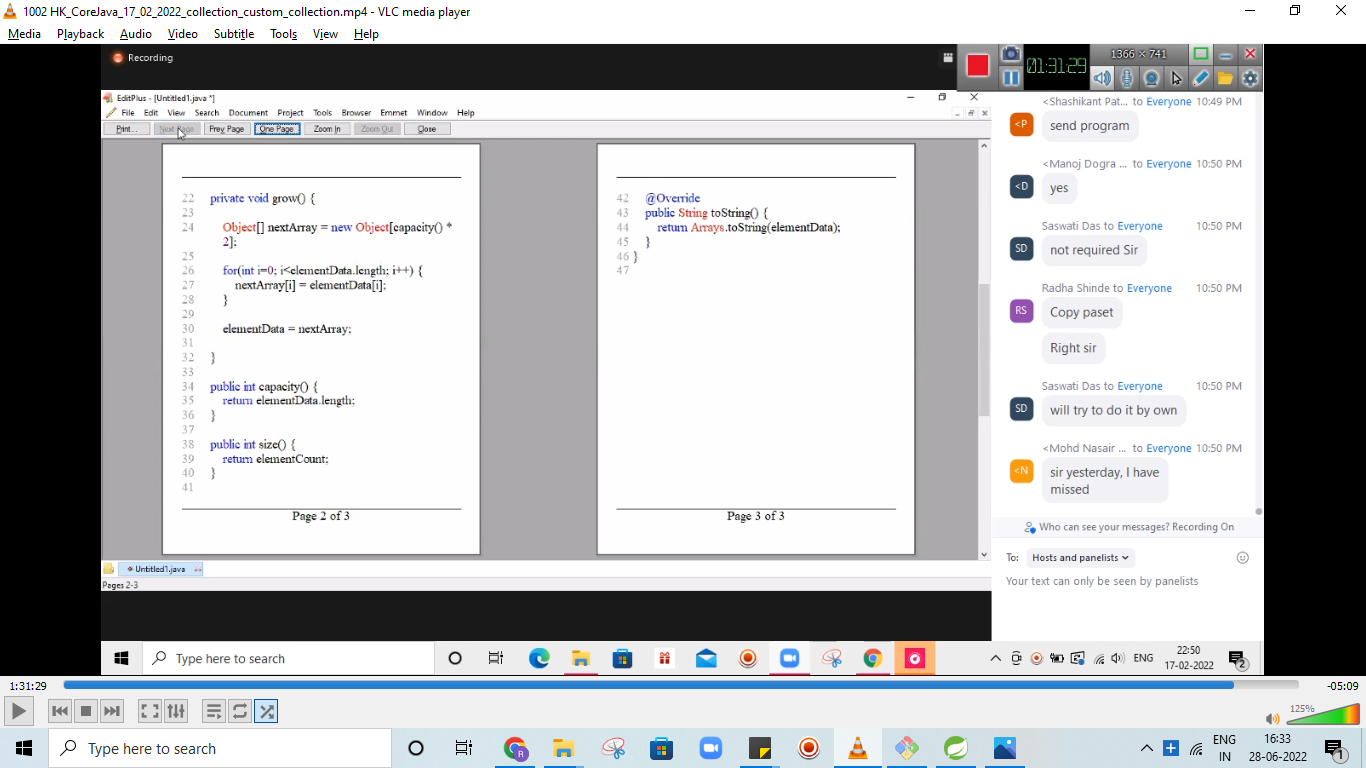 1002 HK_CoreJava_17_02_2022_collection_custom_collection.mp4 - VLC media player
Media Playback Audio Video Subtitle Tools View Help
Recording
1366 × 741
01:31:29
EditPlus - [Untitled1.java *]
File Edit View Search Document Project Tools Browser Emmet Window Help
Print... Next Page Prev Page One Page Zoom In Zoom Out Close
22 private void grow() {
23
24 Object[] nextArray = new Object[capacity() *
2];
25
26 for(int i=0; i<elementData.length; i++) {
27 nextArray[i] = elementData[i];
28 }
29
30 elementData = nextArray;
31
32 }
33
34 public int capacity() {
35 return elementData.length;
36 }
37
38 public int size() {
39 return elementCount;
40 }
41
Page 2 of 3
42 @Override
43 public String toString() {
44 return Arrays.toString(elementData);
45 }
46 }
47
Page 3 of 3
Untitled1.java
Pages 2-3
<Shashikant Pat... to Everyone 10:49 PM
<P
send program
<Manoj Dogra ... to Everyone 10:50 PM
<D
yes
Saswati Das to Everyone 10:50 PM
SD
not required Sir
Radha Shinde to Everyone 10:50 PM
RS
Copy paset
Right sir
Saswati Das to Everyone 10:50 PM
SD
will try to do it by own
<Mohd Nasair ... to Everyone 10:50 PM
<N
sir yesterday, I have
missed
Who can see your messages? Recording On
To: Hosts and panelists
Your text can only be seen by panelists
Type here to search
ENG
22:50
17-02-2022
2
1:31:29
-05:09
125%
Type here to search
R
ENG
IN
16:33
28-06-2022
1